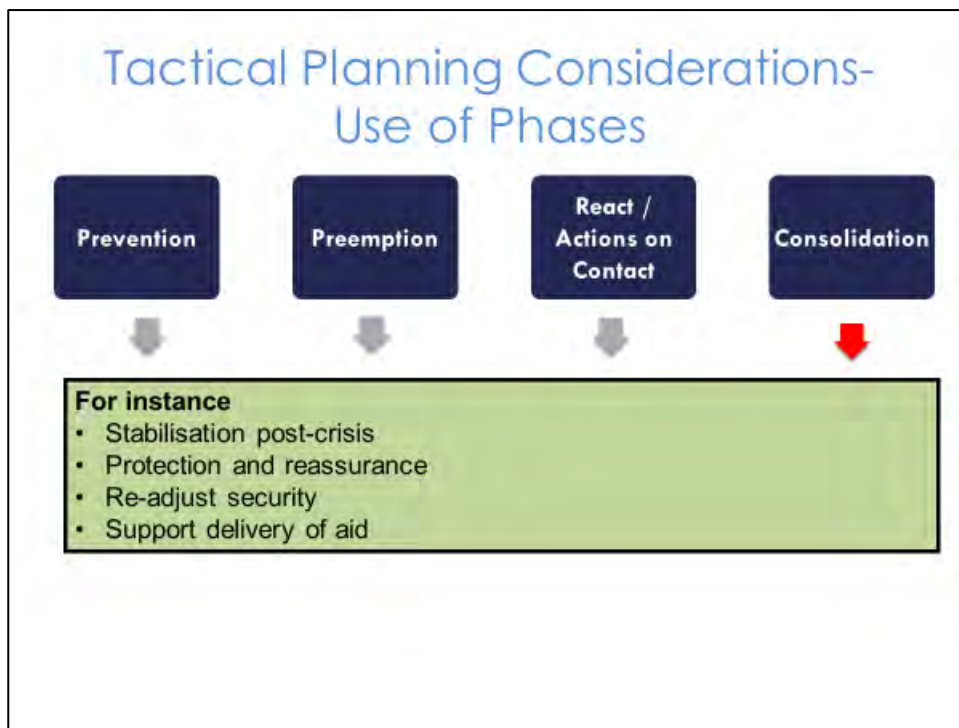 Tactical Planning Considerations-
Use of Phases
Prevention
Preemption
React /
Actions on
Contact
Consolidation
For instance
• Stabilisation post-crisis
• Protection and reassurance
• Re-adjust security
• Support delivery of aid